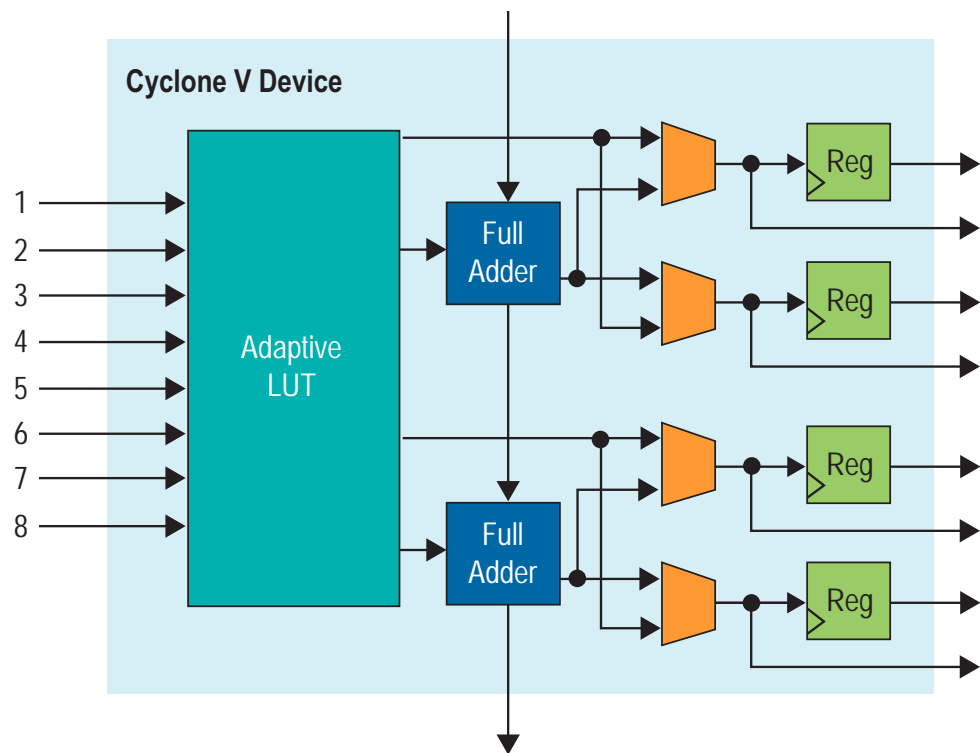 Cyclone V Device
1
2
3
4
5
6
7
8
Adaptive
LUT
Full
Adder
Full
Adder
Reg
Reg
Reg
Reg